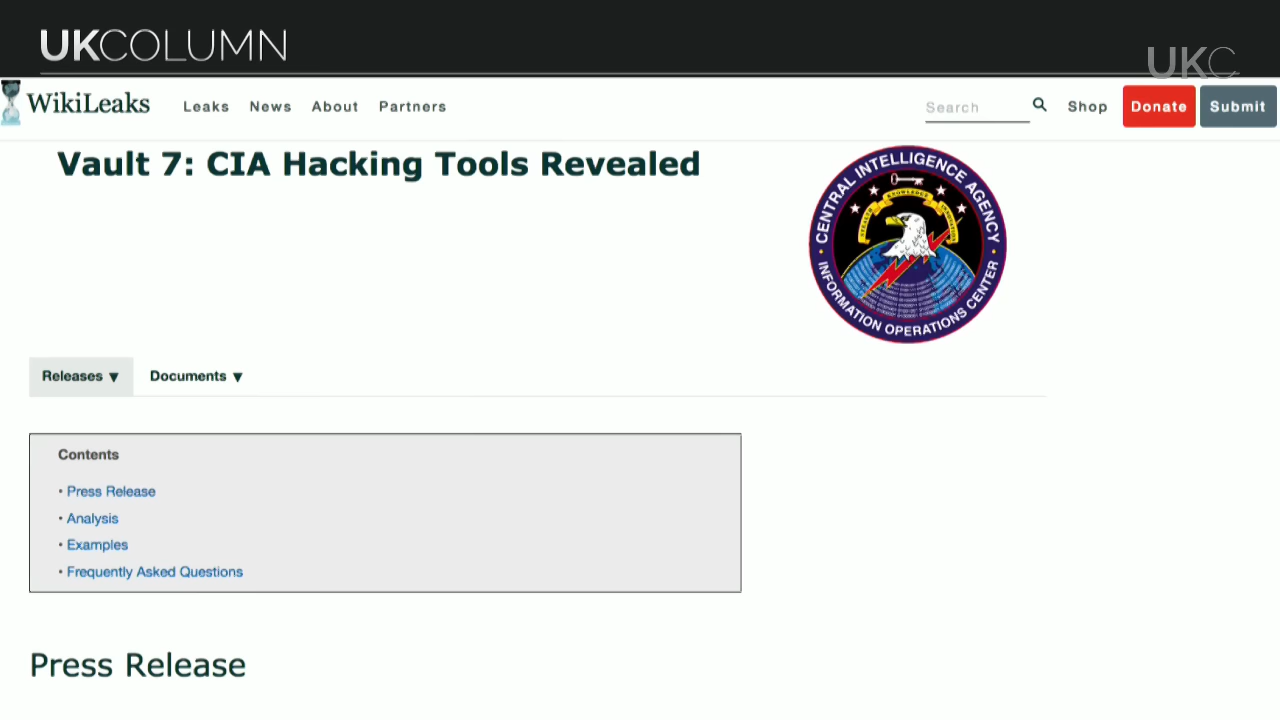 UKCOLUMN
UKC
WikiLeaks Leaks News About Partners Search Shop Donate Submit
Vault 7: CIA Hacking Tools Revealed
CENTRAL INTELLIGENCE AGENCY
KNOWLEDGE
INFORMATION OPERATIONS CENTER
Releases ▼ Documents ▼
Contents
• Press Release
• Analysis
• Examples
• Frequently Asked Questions
Press Release